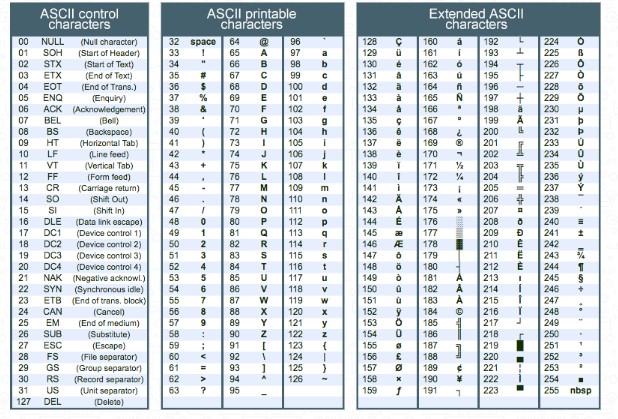 ASCII control
characters
00 NULL (Null character)
01 SOH (Start of Header)
02 STX (Start of Text)
03 ETX (End of Text)
04 EOT (End of Trans.)
05 ENQ (Enquiry)
06 ACK (Acknowledgement)
07 BEL (Bell)
08 BS (Backspace)
09 HT (Horizontal Tab)
10 LF (Line feed)
11 VT (Vertical Tab)
12 FF (Form feed)
13 CR (Carriage return)
14 SO (Shift Out)
15 SI (Shift In)
16 DLE (Data link escape)
17 DC1 (Device control 1)
18 DC2 (Device control 2)
19 DC3 (Device control 3)
20 DC4 (Device control 4)
21 NAK (Negative acknowl.)
22 SYN (Synchronous idle)
23 ETB (End of trans. block)
24 CAN (Cancel)
25 EM (End of medium)
26 SUB (Substitute)
27 ESC (Escape)
28 FS (File separator)
29 GS (Group separator)
30 RS (Record separator)
31 US (Unit separator)
127 DEL (Delete)
ASCII printable
characters
32 space 64 @ 96 `
33 ! 65 A 97 a
34 " 66 B 98 b
35 # 67 C 99 c
36 $ 68 D 100 d
37 % 69 E 101 e
38 & 70 F 102 f
39 ' 71 G 103 g
40 ( 72 H 104 h
41 ) 73 I 105 i
42 * 74 J 106 j
43 + 75 K 107 k
44 , 76 L 108 l
45 - 77 M 109 m
46 . 78 N 110 n
47 / 79 O 111 o
48 0 80 P 112 p
49 1 81 Q 113 q
50 2 82 R 114 r
51 3 83 S 115 s
52 4 84 T 116 t
53 5 85 U 117 u
54 6 86 V 118 v
55 7 87 W 119 w
56 8 88 X 120 x
57 9 89 Y 121 y
58 : 90 Z 122 z
59 ; 91 [ 123 {
60 < 92 \ 124 |
61 = 93 ] 125 }
62 > 94 ^ 126 ~
63 ? 95 _
Extended ASCII
characters
128 Ç 160 á 192 └ 224 Ó
129 ü 161 í 193 ┴ 225 ß
130 é 162 ó 194 ┬ 226 Ô
131 â 163 ú 195 ├ 227 Ò
132 ä 164 ñ 196 ─ 228 õ
133 à 165 Ñ 197 ┼ 229 Õ
134 å 166 ª 198 ã 230 µ
135 ç 167 º 199 Ã 231 þ
136 ê 168 ¿ 200 ╚ 232 Þ
137 ë 169 ® 201 ╔ 233 Ú
138 è 170 ¬ 202 ╩ 234 Û
139 ï 171 ½ 203 ╦ 235 Ù
140 î 172 ¼ 204 ╠ 236 ý
141 ì 173 ¡ 205 ═ 237 Ý
142 Ä 174 « 206 ╬ 238 ¯
143 Å 175 » 207 ¤ 239 ´
144 É 176 ░ 208 ð 240 ≡
145 æ 177 ▒ 209 Ð 241 ±
146 Æ 178 ▓ 210 Ê 242 ‗
147 ô 179 │ 211 Ë 243 ¾
148 ö 180 ┤ 212 È 244 ¶
149 ò 181 Á 213 ı 245 §
150 û 182 Â 214 Í 246 ÷
151 ù 183 À 215 Î 247 ¸
152 ÿ 184 © 216 Ï 248 °
153 Ö 185 ╣ 217 ┘ 249 ¨
154 Ü 186 ║ 218 ┌ 250 ·
155 ø 187 ╗ 219 █ 251 ¹
156 £ 188 ╝ 220 ▄ 252 ³
157 Ø 189 ¢ 221 ¦ 253 ²
158 × 190 ¥ 222 Ì 254 ■
159 ƒ 191 ┐ 223 ▀ 255 nbsp